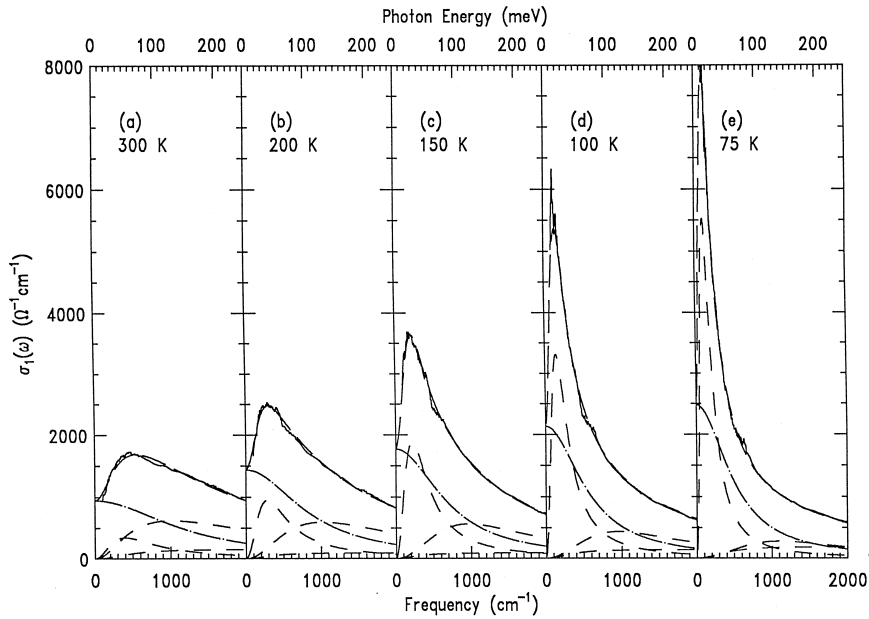 Photon Energy (meV)
0 100 200 0 100 200 0 100 200 0 100 200 0 100 200
8000
(a) (b) (c) (d) (e)
300 K 200 K 150 K 100 K 75 K
6000
4000
2000
0
σ₁(ω) (Ω⁻¹cm⁻¹)
0 1000 0 1000 0 1000 0 1000 0 1000 2000
Frequency (cm⁻¹)